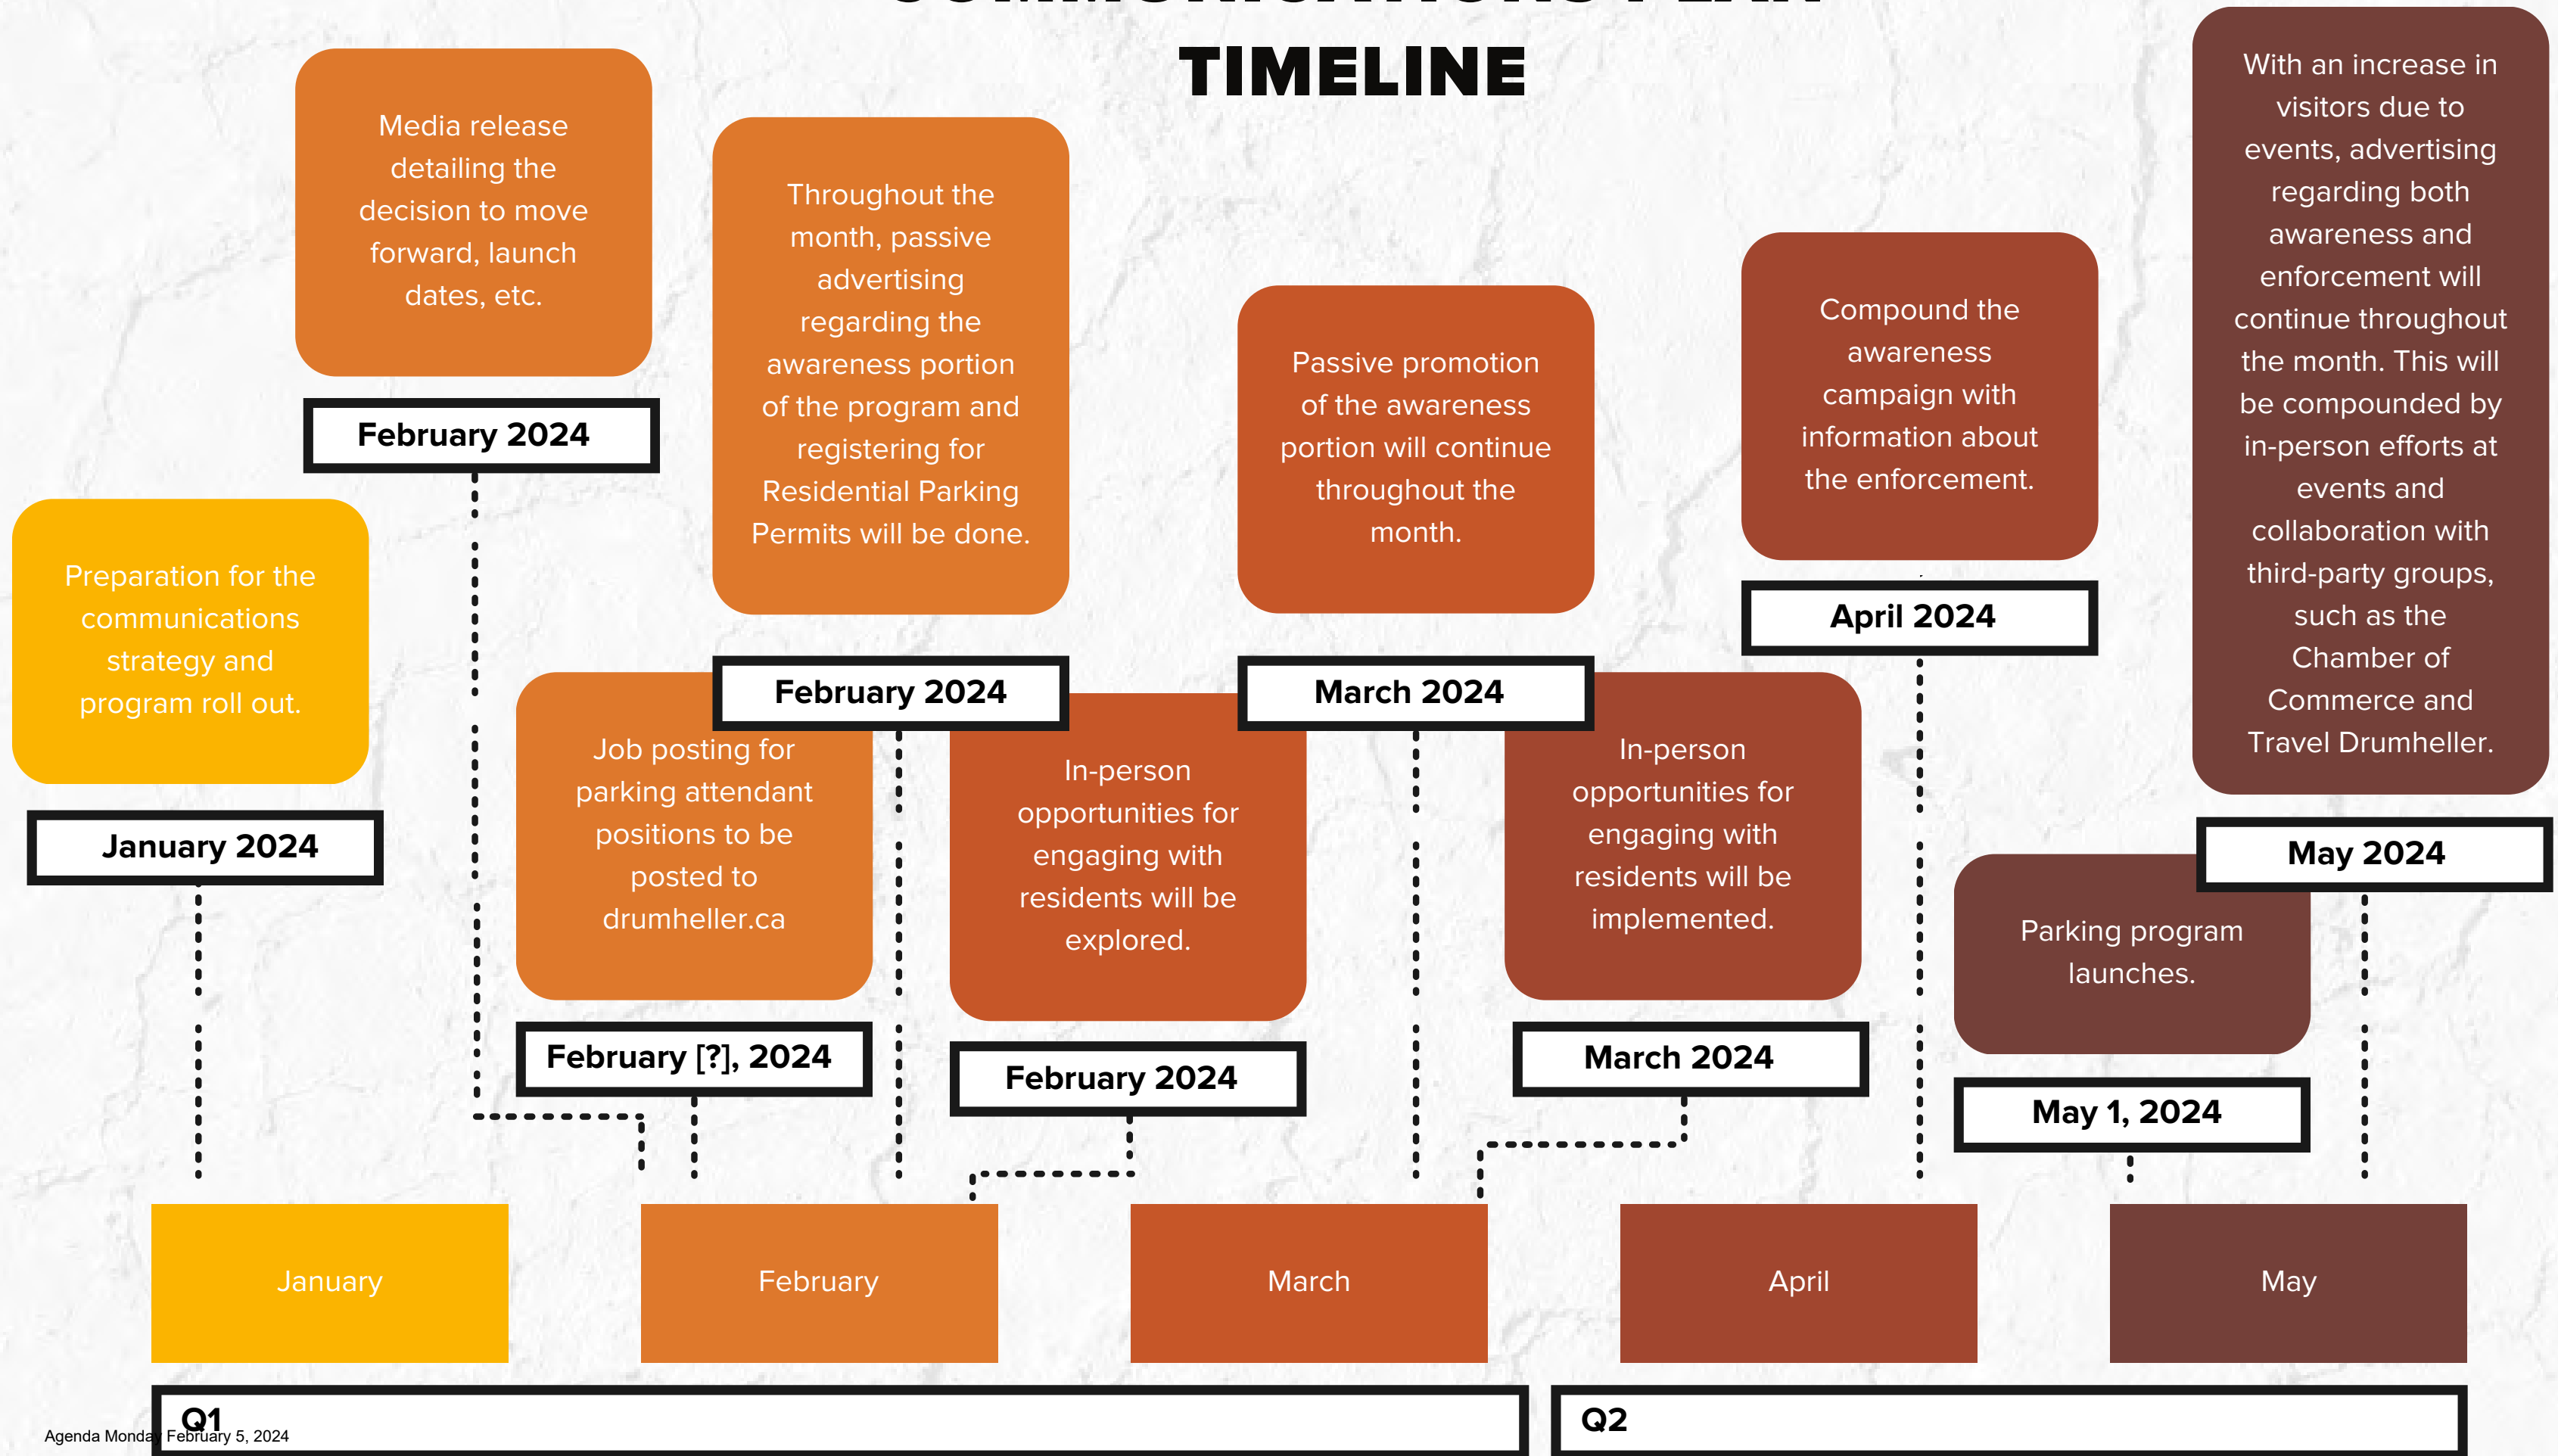 COMMUNICATIONS PLAN
TIMELINE
Media release
detailing the
decision to move
forward, launch
dates, etc.
February 2024
Throughout the
month, passive
advertising
regarding the
awareness portion
of the program and
registering for
Residential Parking
Permits will be done.
February 2024
Passive promotion
of the awareness
portion will continue
throughout the
month.
March 2024
Compound the
awareness
campaign with
information about
the enforcement.
April 2024
With an increase in
visitors due to
events, advertising
regarding both
awareness and
enforcement will
continue throughout
the month. This will
be compounded by
in-person efforts at
events and
collaboration with
third-party groups,
such as the
Chamber of
Commerce and
Travel Drumheller.
May 2024
Preparation for the
communications
strategy and
program roll out.
January 2024
Job posting for
parking attendant
positions to be
posted to
drumheller.ca
February [?], 2024
In-person
opportunities for
engaging with
residents will be
explored.
February 2024
In-person
opportunities for
engaging with
residents will be
implemented.
March 2024
Parking program
launches.
May 1, 2024
January
February
March
April
May
Q1
Q2
Agenda Monday February 5, 2024